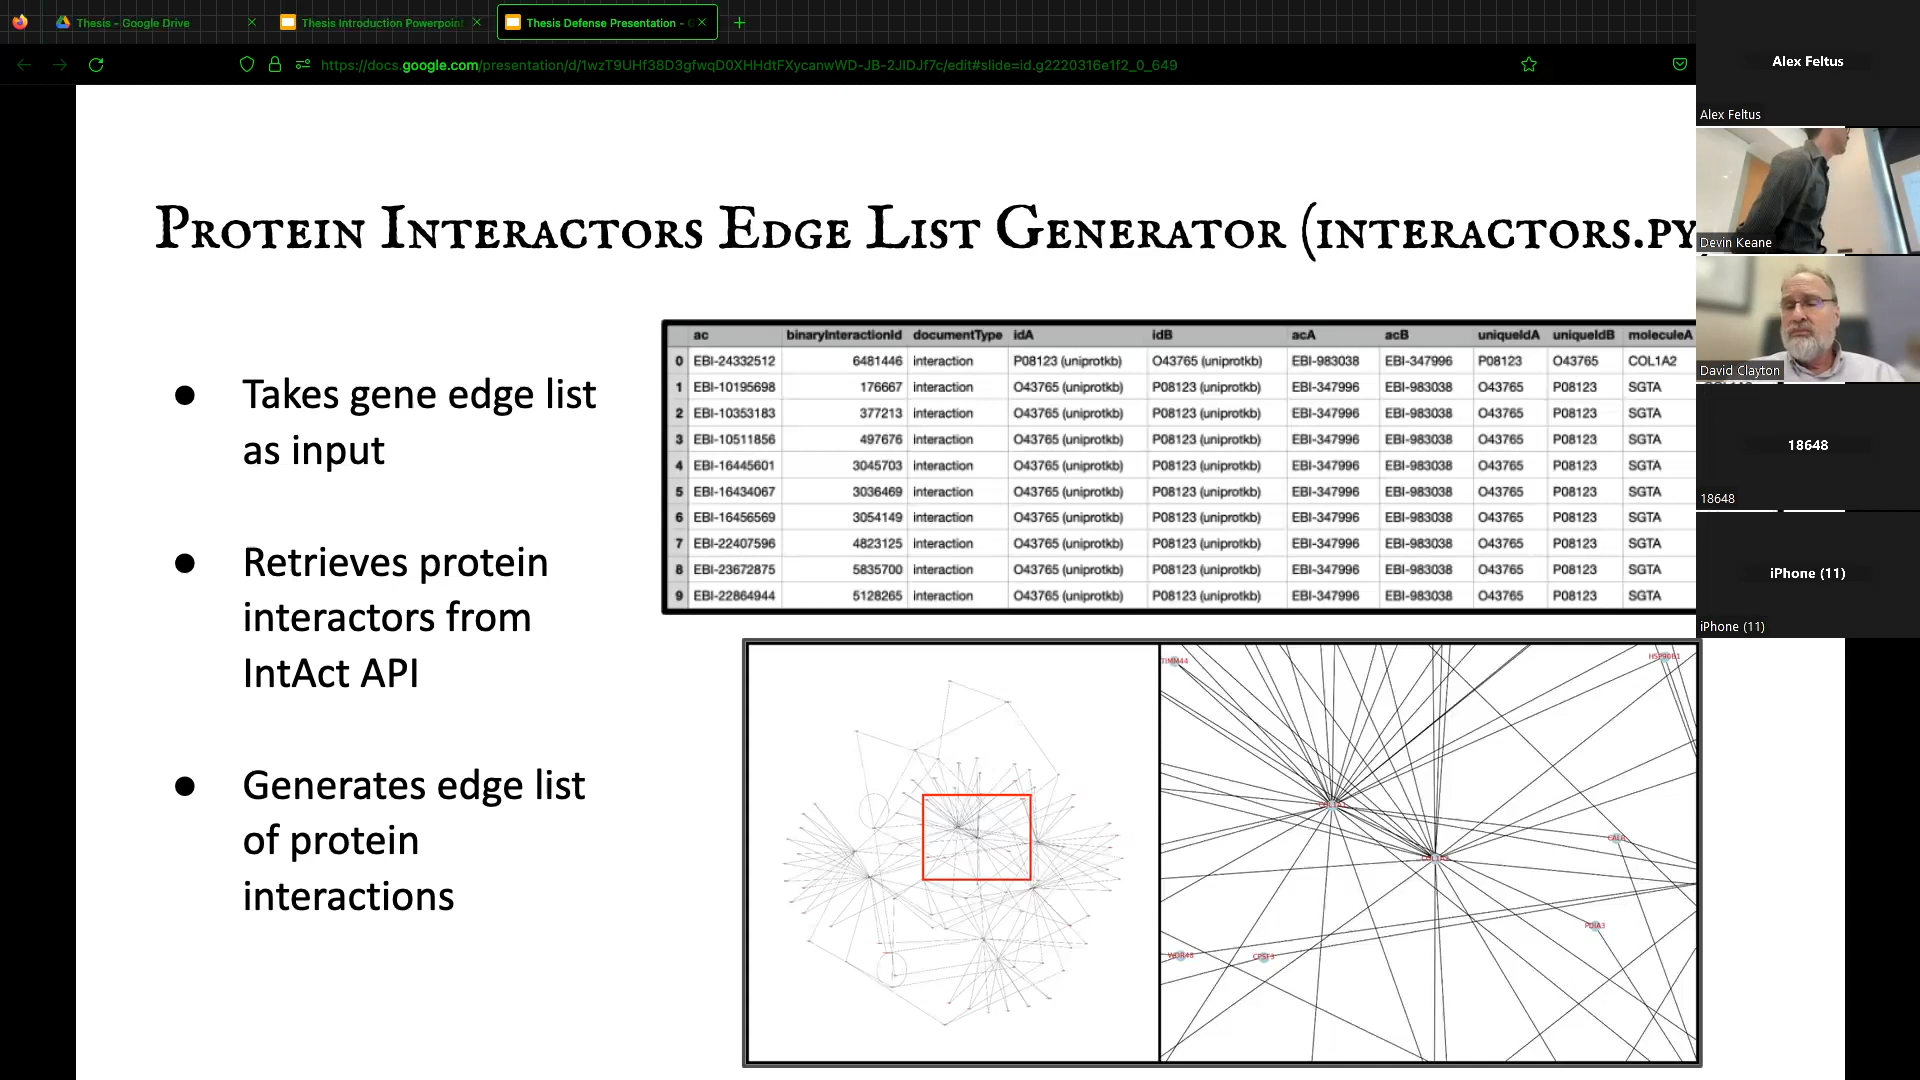 Thesis - Google Drive
Thesis Introduction Powerpoint
Thesis Defense Presentation -
https://docs.google.com/presentation/d/1wzT9UHf38D3gfwqD0XHHdtFXycanwWD-JB-2JIDJf7c/edit#slide=id.g2220316e1f2_0_649
Alex Feltus
Alex Feltus
Devin Keane
David Clayton
18648
18648
iPhone (11)
iPhone (11)
Protein Interactors Edge List Generator (interactors.py
● Takes gene edge list
as input
● Retrieves protein
interactors from
IntAct API
● Generates edge list
of protein
interactions
ac binaryInteractionId documentType idA idB acA acB uniqueIdA uniqueIdB moleculeA
0 EBI-24332512 6481446 interaction P08123 (uniprotkb) O43765 (uniprotkb) EBI-983038 EBI-347996 P08123 O43765 COL1A2
1 EBI-10195698 176667 interaction O43765 (uniprotkb) P08123 (uniprotkb) EBI-347996 EBI-983038 O43765 P08123 SGTA
2 EBI-10353183 377213 interaction O43765 (uniprotkb) P08123 (uniprotkb) EBI-347996 EBI-983038 O43765 P08123 SGTA
3 EBI-10511856 497676 interaction O43765 (uniprotkb) P08123 (uniprotkb) EBI-347996 EBI-983038 O43765 P08123 SGTA
4 EBI-16445601 3045703 interaction O43765 (uniprotkb) P08123 (uniprotkb) EBI-347996 EBI-983038 O43765 P08123 SGTA
5 EBI-16434067 3036469 interaction O43765 (uniprotkb) P08123 (uniprotkb) EBI-347996 EBI-983038 O43765 P08123 SGTA
6 EBI-16456569 3054149 interaction O43765 (uniprotkb) P08123 (uniprotkb) EBI-347996 EBI-983038 O43765 P08123 SGTA
7 EBI-22407596 4823125 interaction O43765 (uniprotkb) P08123 (uniprotkb) EBI-347996 EBI-983038 O43765 P08123 SGTA
8 EBI-23672875 5835700 interaction O43765 (uniprotkb) P08123 (uniprotkb) EBI-347996 EBI-983038 O43765 P08123 SGTA
9 EBI-22864944 5128265 interaction O43765 (uniprotkb) P08123 (uniprotkb) EBI-347996 EBI-983038 O43765 P08123 SGTA
TIMM44
HSP90B1
PDIA3
WDR48
CPSF3